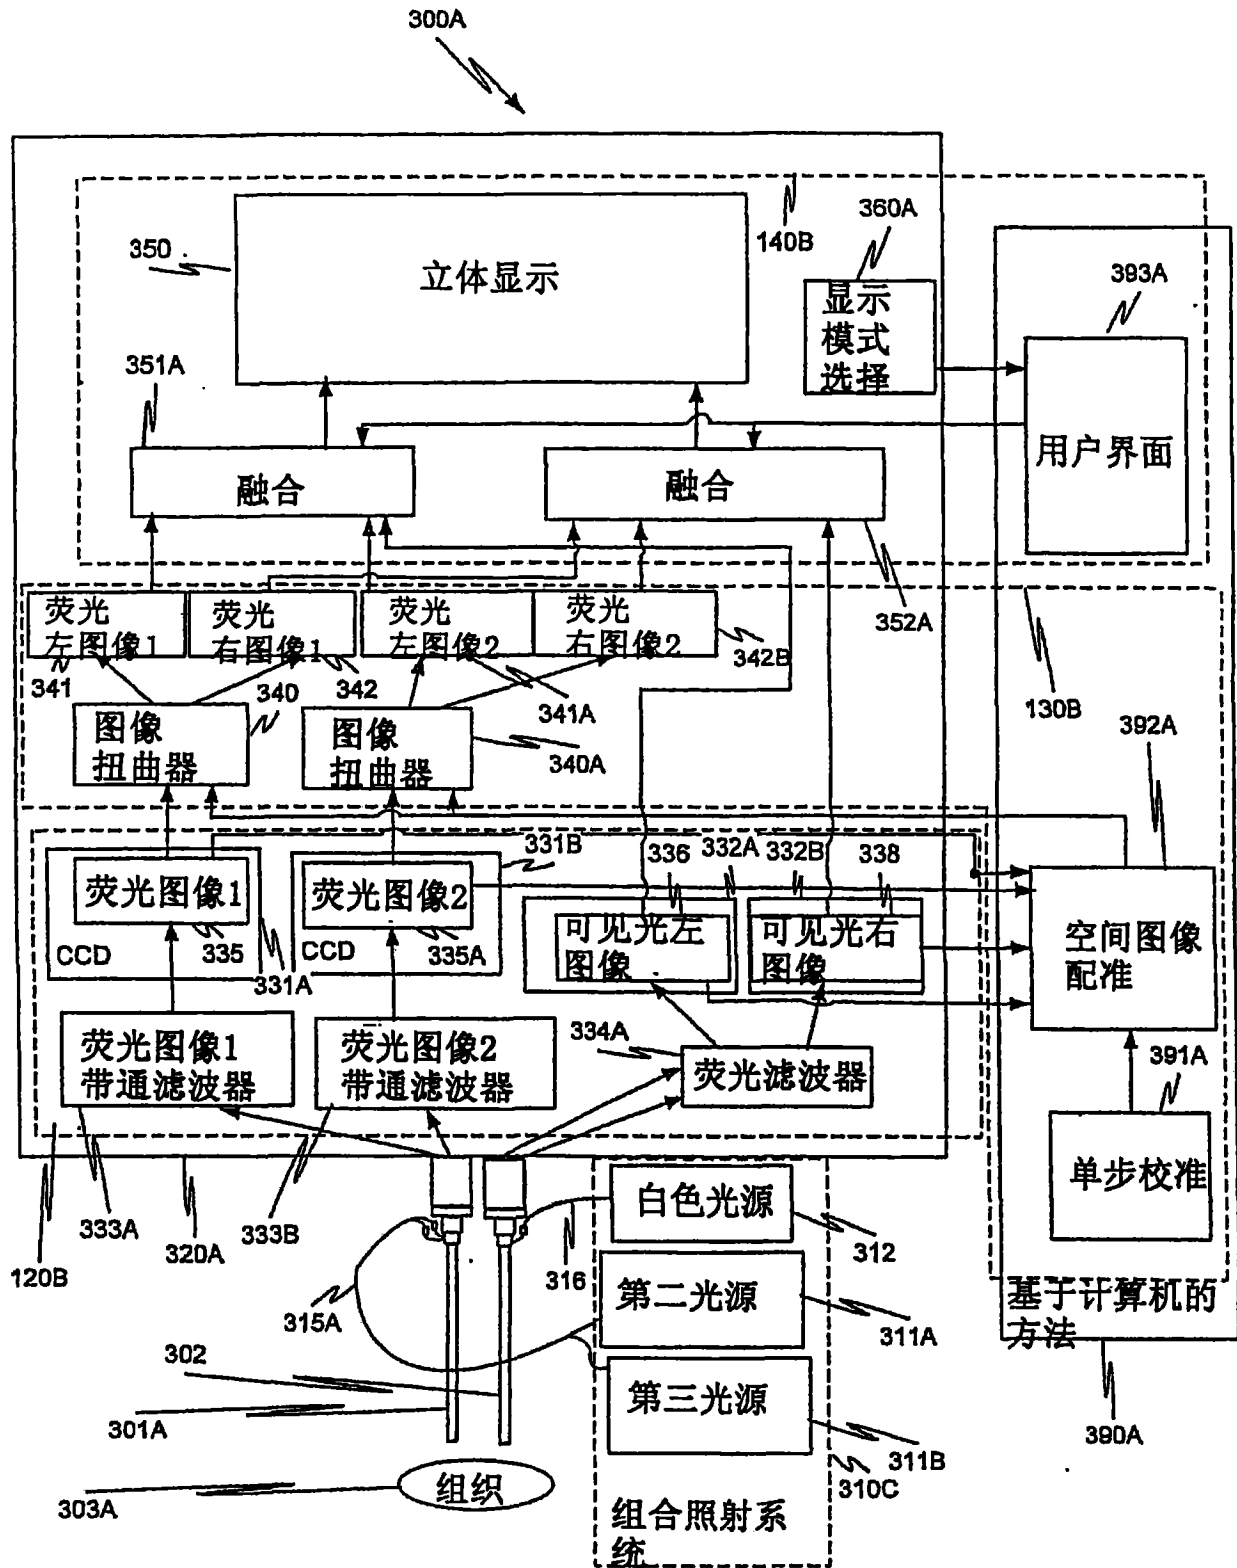 300A
350
立体显示
140B
360A
显示
模式
选择
393A
用户界面
351A
融合
融合
352A
荧光
左图像1
荧光
右图像1
荧光
左图像2
荧光
右图像2
341
340
342
341A
342B
130B
图像
扭曲器
图像
扭曲器
340A
392A
331B
336
332A
332B
338
荧光图像1
335
CCD
331A
荧光图像2
335A
CCD
可见光左
图像
可见光右
图像
空间图像
配准
334A
荧光图像1
带通滤波器
荧光图像2
带通滤波器
荧光滤波器
391A
单步校准
333A
120B
320A
333B
315A
316
白色光源
312
第二光源
311A
第三光源
311B
310C
组合照射系
统
基于计算机的
方法
390A
302
301A
303A
组织